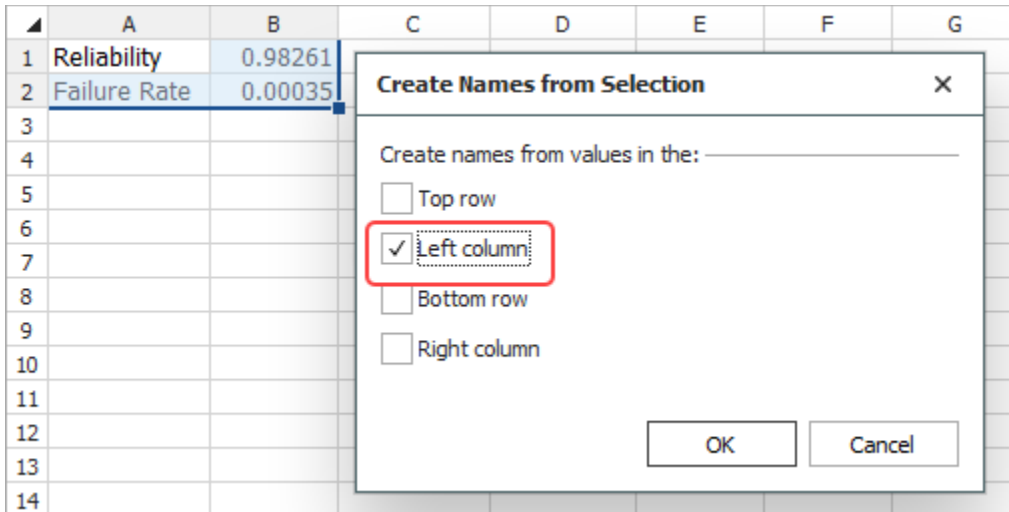 A B C D E F G
1 Reliability 0.98261
2 Failure Rate 0.00035
Create Names from Selection
3
Create names from values in the:
4
5 Top row
6
Left column
7
8 Bottom row
9
Right column
10
11
12
OK Cancel
13
14